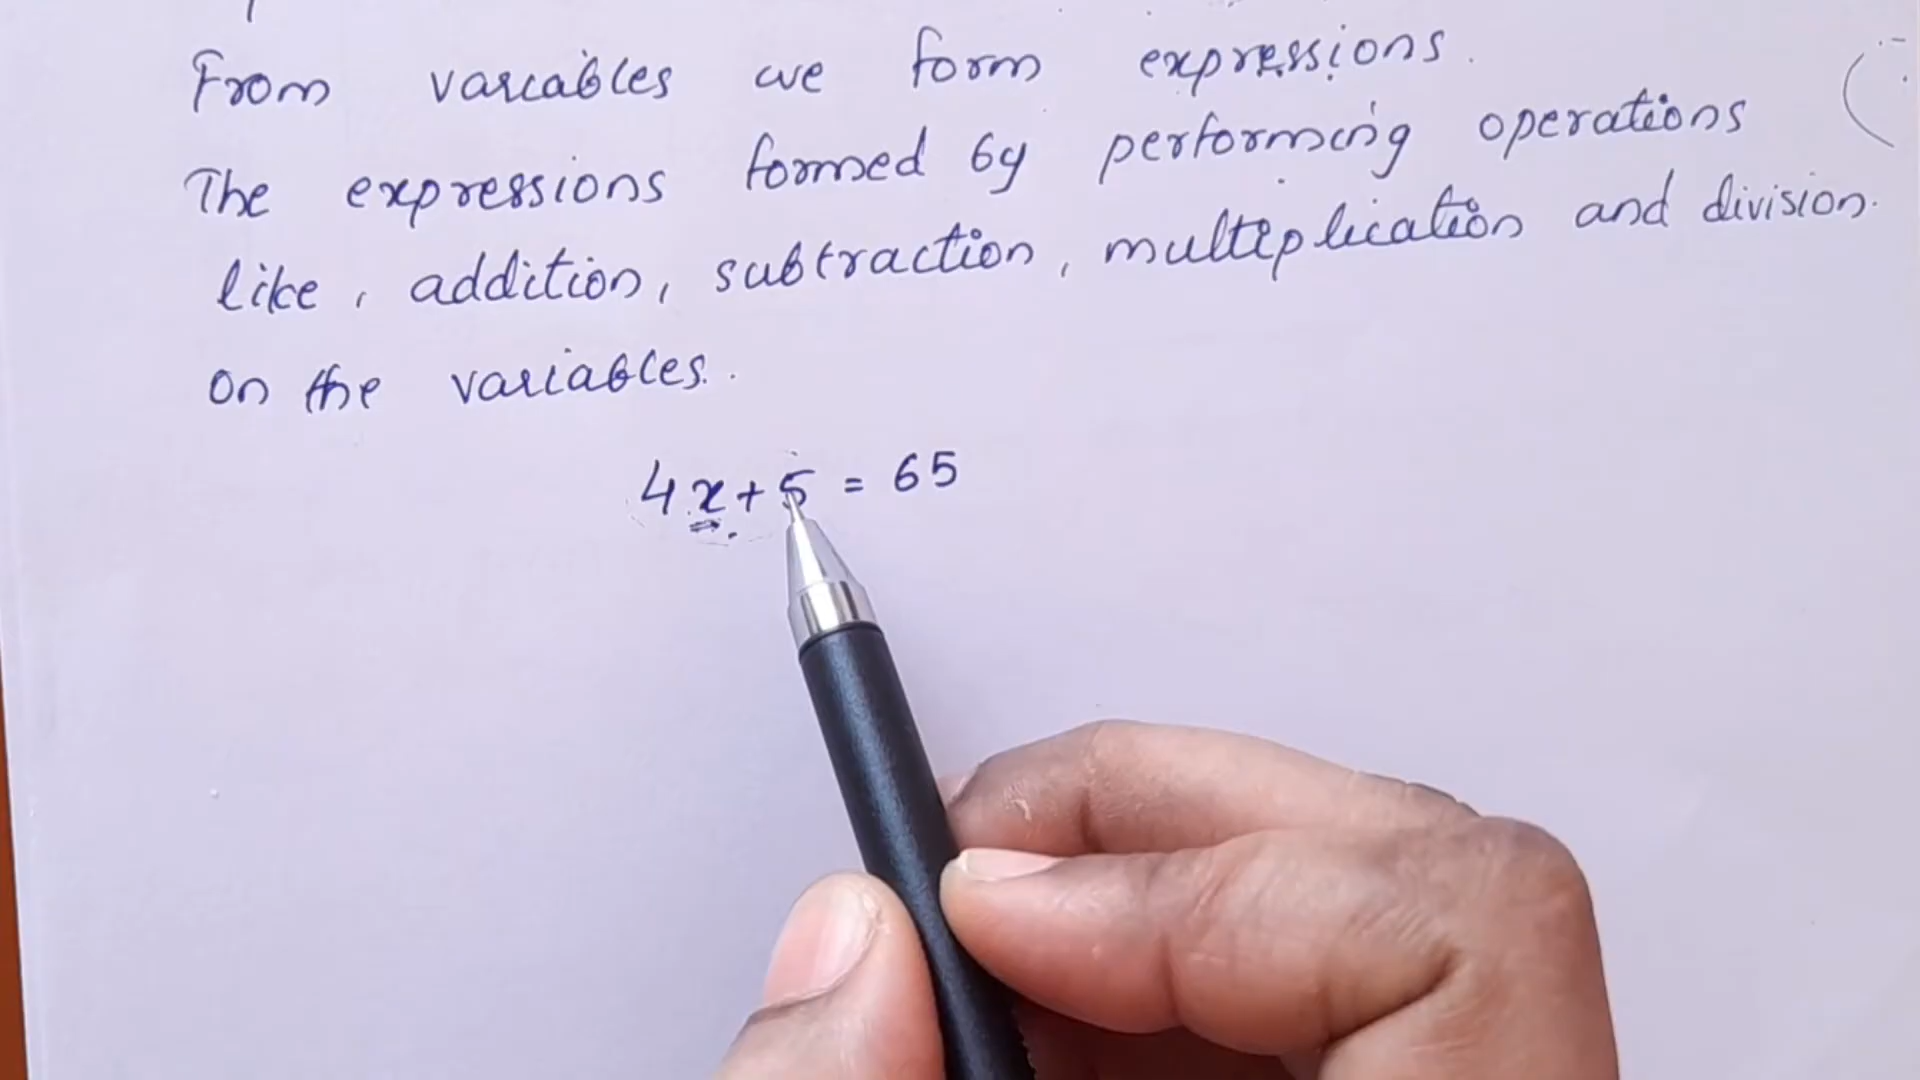 From variables we form expressions.
The expressions formed by performing operations
like, addition, subtraction, multiplication and division.
on the variables.
4x+5 = 65